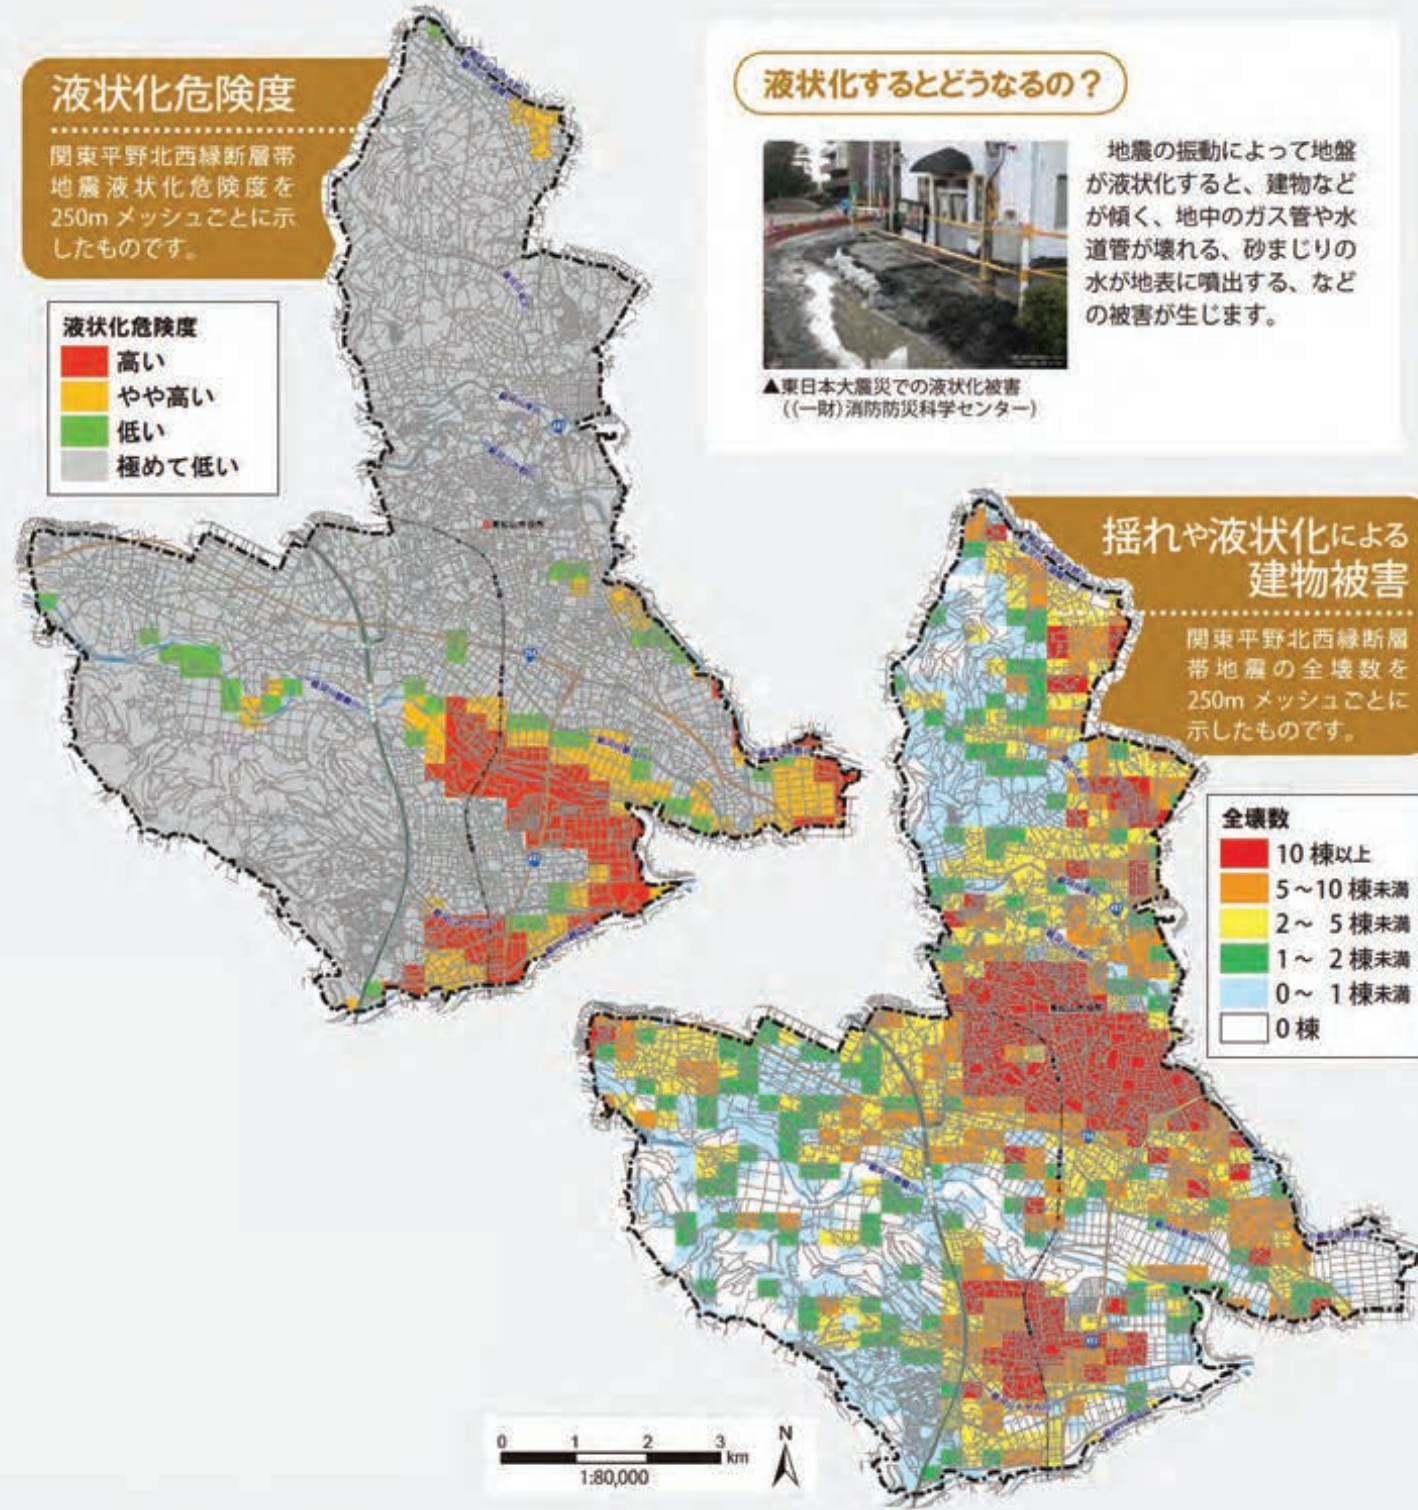 液状化危険度
関東平野北西縁断層帯
地震液状化危険度を
250m メッシュごとに示
したものです。
液状化危険度
高い
やや高い
低い
極めて低い
液状化するとどうなるの？
地震の振動によって地盤
が液状化すると、建物など
が傾く、地中のガス管や水
道管が壊れる、砂まじりの
水が地表に噴出する、など
の被害が生じます。
▲東日本大震災での液状化被害
((一財)消防防災科学センター)
揺れや液状化による
建物被害
関東平野北西縁断層
帯地震の全壊数を
250m メッシュごとに
示したものです。
全壊数
10 棟以上
5～10 棟未満
2～ 5 棟未満
1～ 2 棟未満
0～ 1 棟未満
0 棟
東松山市役所
254
407
0 1 2 3
km
1:80,000
N